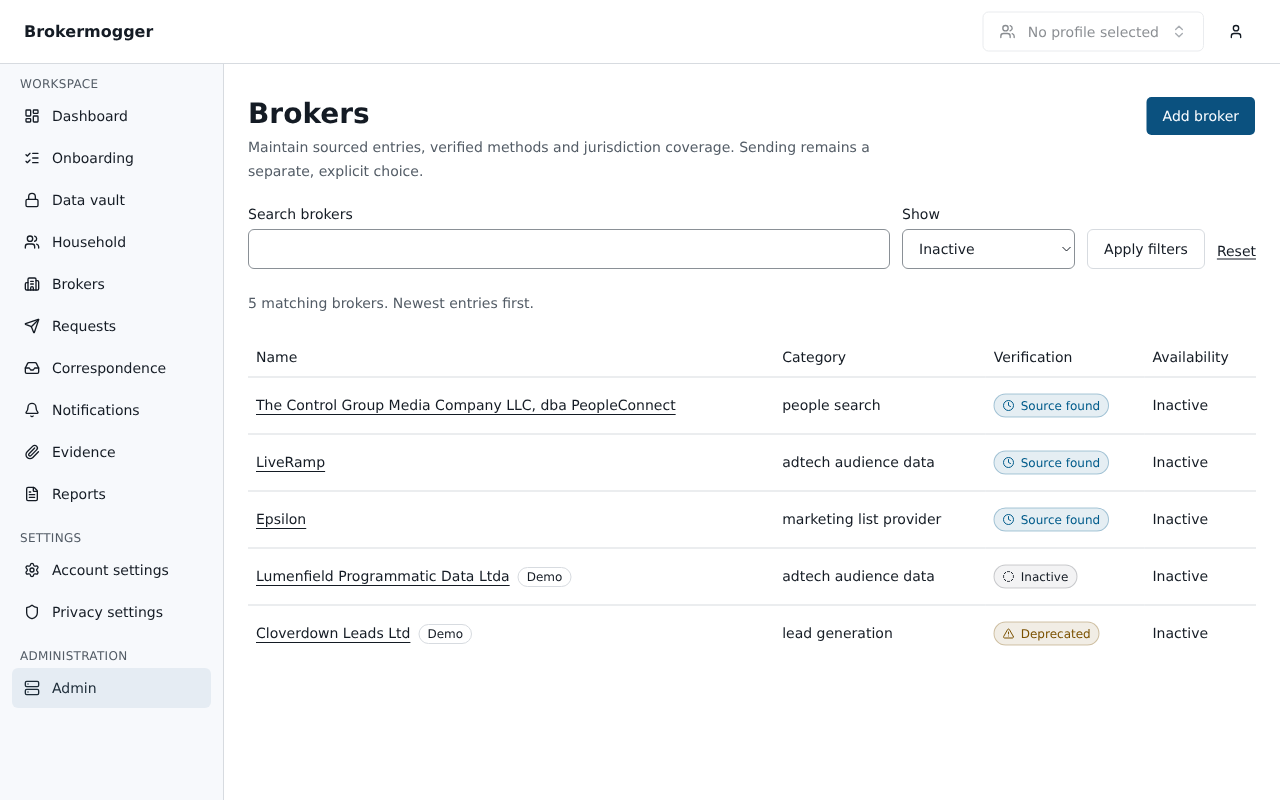 Brokermogger
No profile selected
WORKSPACE
Dashboard
Onboarding
Data vault
Household
Brokers
Requests
Correspondence
Notifications
Evidence
Reports
SETTINGS
Account settings
Privacy settings
ADMINISTRATION
Admin
Brokers
Add broker
Maintain sourced entries, verified methods and jurisdiction coverage. Sending remains a
separate, explicit choice.
Search brokers
Show
Inactive
Apply filters
Reset
5 matching brokers. Newest entries first.
Name Category Verification Availability
The Control Group Media Company LLC, dba PeopleConnect people search Source found Inactive
LiveRamp adtech audience data Source found Inactive
Epsilon marketing list provider Source found Inactive
Lumenfield Programmatic Data Ltda Demo adtech audience data Inactive Inactive
Cloverdown Leads Ltd Demo lead generation Deprecated Inactive